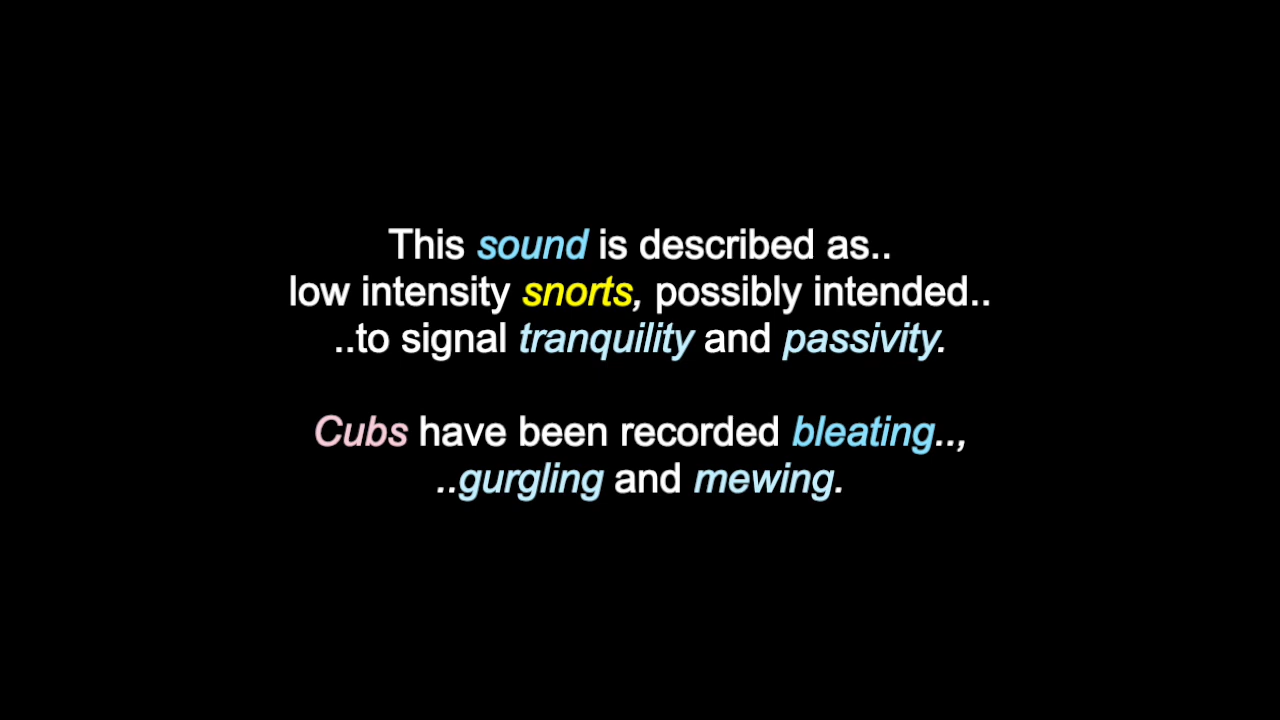 This sound is described as..
low intensity snorts, possibly intended..
..to signal tranquility and passivity.
Cubs have been recorded bleating..,
..gurgling and mewing.